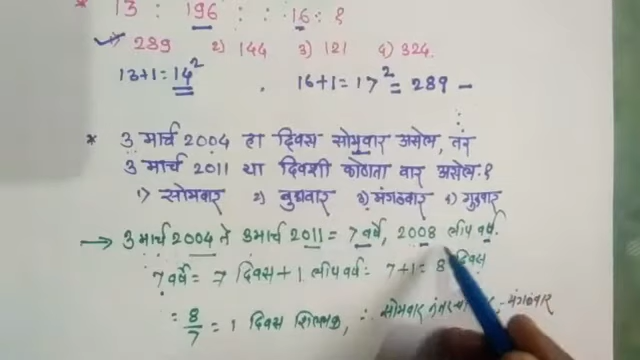 * 13 : 196 : : 16 : ?
→ 289 2) 144 3) 121 4) 324.
13+1=14² . 16+1=17² = 289 –
* 3 मार्च 2004 हा दिवस सोमवार असेल, तर
3 मार्च 2011 या दिवशी कोणता वार असेल ?
1) सोमवार 2) बुधवार 3) मंगळवार 4) गुरुवार
→ 3 मार्च 2004 ते 3 मार्च 2011 = 7 वर्षे, 2008 लीप वर्ष.
7 वर्षे = 7 दिवस + 1 लीप वर्ष = 7+1 = 8 दिवस
= 8/7 = 1 दिवस शिल्लक, ∴ सोमवार नंतरचा मंगळवार